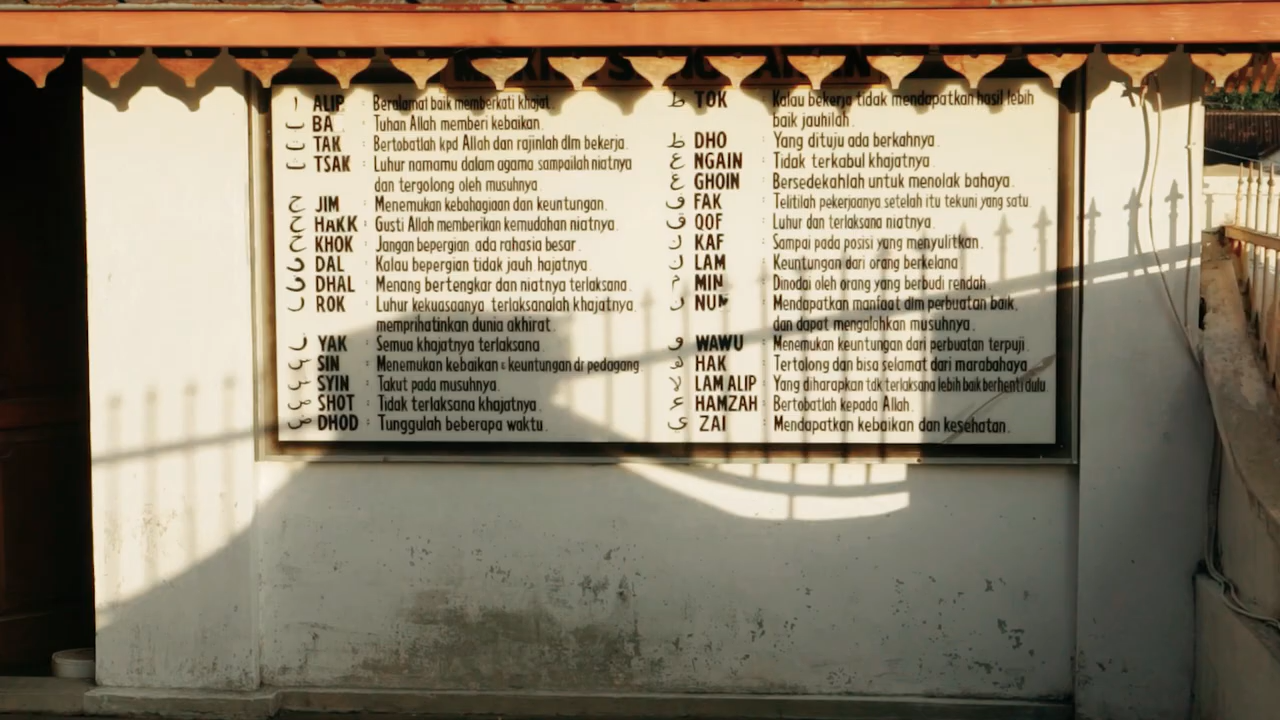 ا ALIP : Beralamat baik memberkati khajat.
ب BA : Tuhan Allah memberi kebaikan.
ت TAK : Bertobatlah kpd Allah dan rajinlah dlm bekerja.
ث TSAK : Luhur namamu dalam agama sampailah niatnya
dan tergolong oleh musuhnya
ج JIM : Menemukan kebahagiaan dan keuntungan.
ح HAKK : Gusti Allah memberikan kemudahan niatnya.
خ KHOK : Jangan bepergian ada rahasia besar.
د DAL : Kalau bepergian tidak jauh hajatnya.
ذ DHAL : Menang bertengkar dan niatnya terlaksana.
ر ROK : Luhur kekuasaanya terlaksanalah khajatnya.
memprihatinkan dunia akhirat.
ز YAK : Semua khajatnya terlaksana.
س SIN : Menemukan kebaikan & keuntungan dr pedagang
ش SYIN : Takut pada musuhnya.
ص SHOT : Tidak terlaksana khajatnya.
ض DHOD : Tunggulah beberapa waktu.
ط TOK : Kalau bekerja tidak mendapatkan hasil lebih
baik jauhilah.
ظ DHO : Yang dituju ada berkahnya.
ع NGAIN : Tidak terkabul khajatnya.
غ GHOIN : Bersedekahlah untuk menolak bahaya.
ف FAK : Telitilah pekerjaanya setelah itu tekuni yang satu
ق QOF : Luhur dan terlaksana niatnya.
ك KAF : Sampai pada posisi yang menyulitkan.
ل LAM : Keuntungan dari orang berkelana
م MIN : Dinodai oleh orang yang berbudi rendah
ن NUN : Mendapatkan manfaat dlm perbuatan baik,
dan dapat mengalahkan musuhnya.
و WAWU : Menemukan keuntungan dari perbuatan terpuji.
ه HAK : Tertolong dan bisa selamat dari marabahaya
لا LAM ALIP : Yang diharapkan tdk terlaksana lebih baik berhenti dulu.
ء HAMZAH : Bertobatlah kepada Allah.
ي ZAI : Mendapatkan kebaikan dan kesehatan.